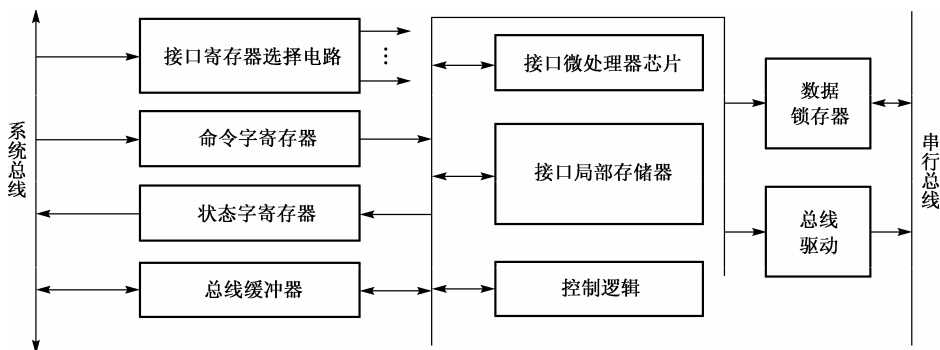 系统总线
接口寄存器选择电路
命令字寄存器
状态字寄存器
总线缓冲器
接口微处理器芯片
接口局部存储器
控制逻辑
数据
锁存器
总线
驱动
串行总线